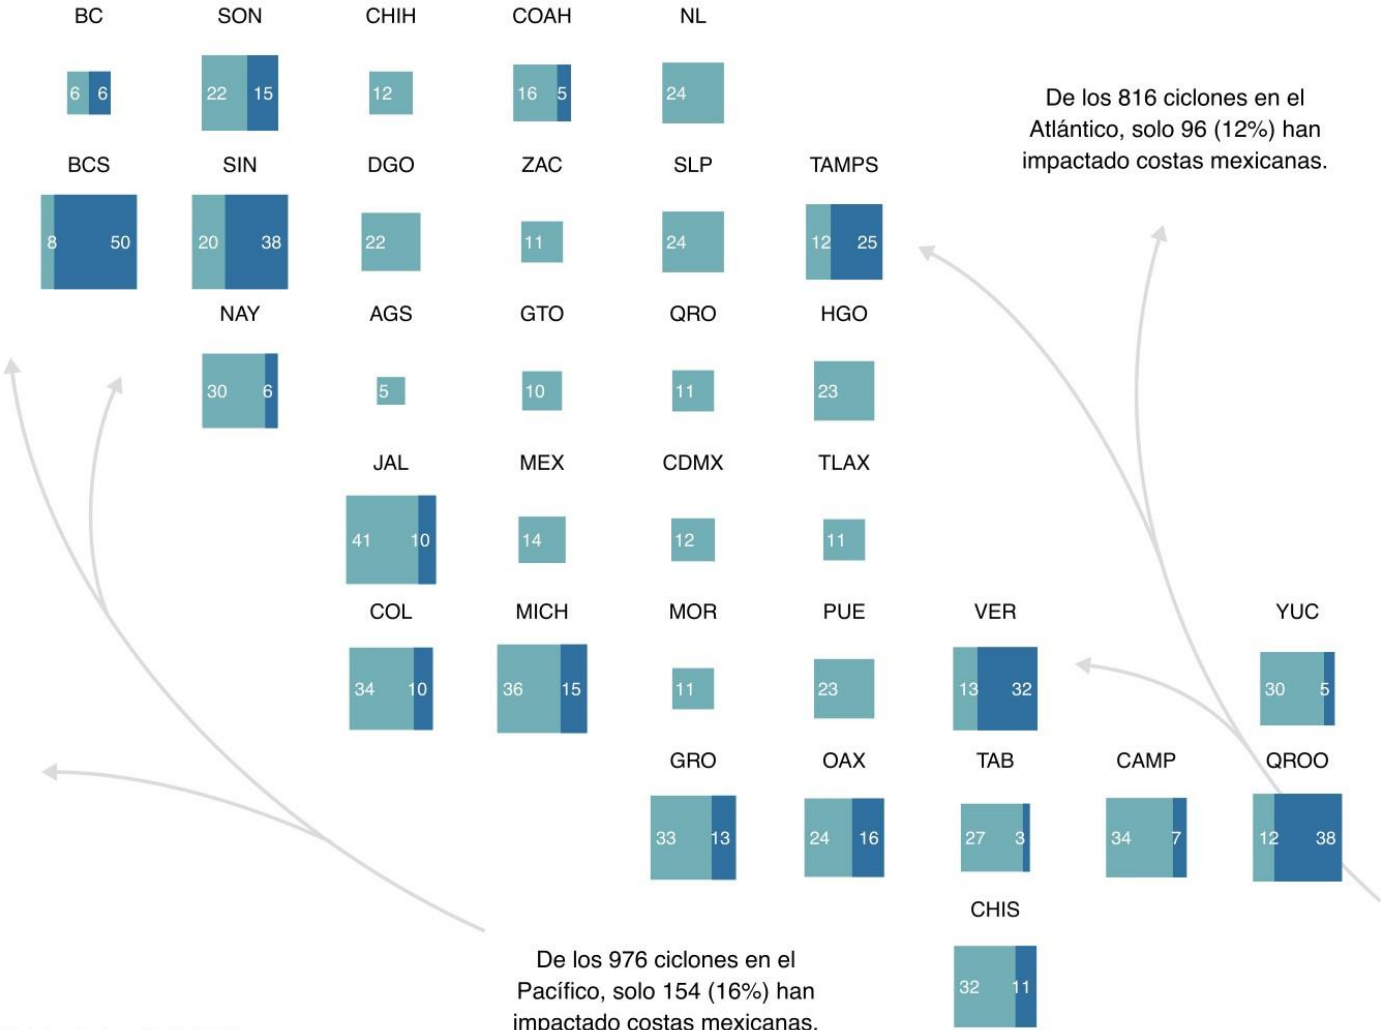 BC SON CHIH COAH NL
6 6 22 15 12 16 5 24
De los 816 ciclones en el
Atlántico, solo 96 (12%) han
impactado costas mexicanas.
BCS SIN DGO ZAC SLP TAMPS
8 50 20 38 22 11 24 12 25
NAY AGS GTO QRO HGO
30 6 5 10 11 23
JAL MEX CDMX TLAX
41 10 14 12 11
COL MICH MOR PUE VER YUC
34 10 36 15 11 23 13 32 30 5
GRO OAX TAB CAMP QROO
33 13 24 16 27 3 34 7 12 38
CHIS
32 11
De los 976 ciclones en el
Pacífico, solo 154 (16%) han
impactado costas mexicanas.